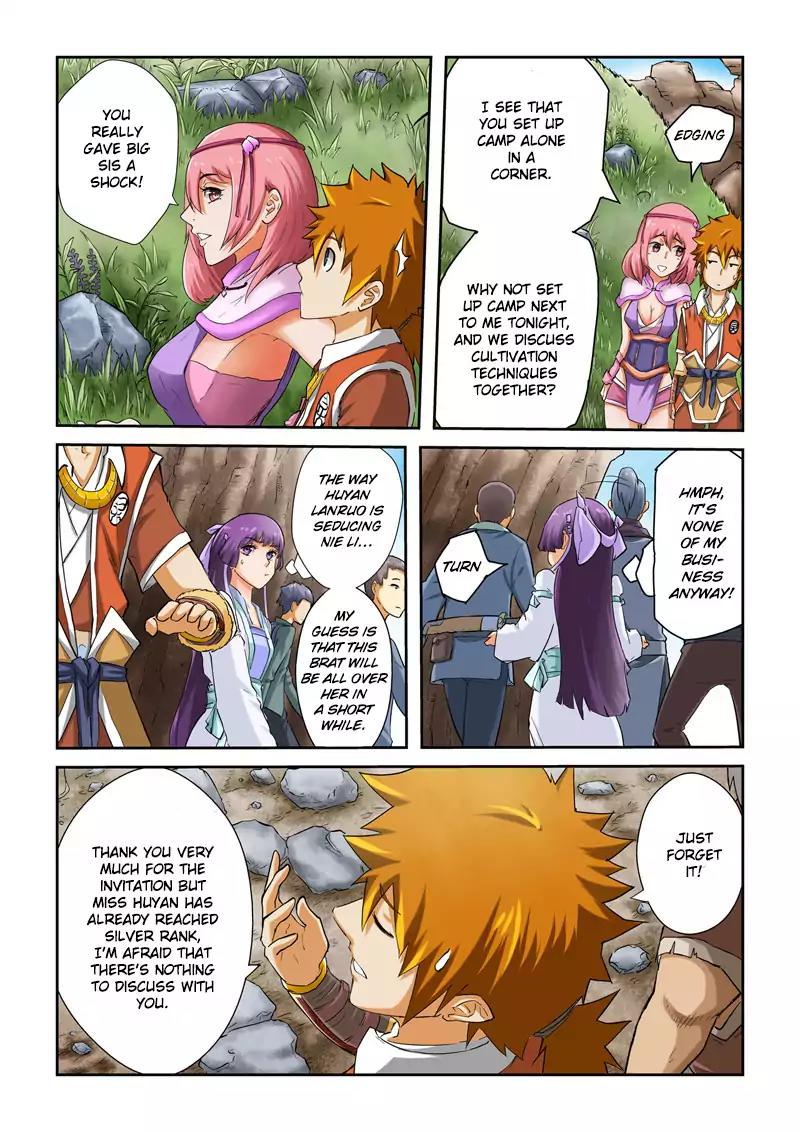 YOU
REALLY
GAVE BIG
SIS A
SHOCK!
I SEE THAT
YOU SET UP
CAMP ALONE
IN A
CORNER.
EDGING
WHY NOT SET
UP CAMP NEXT
TO ME TONIGHT,
AND WE DISCUSS
CULTIVATION
TECHNIQUES
TOGETHER?
THE WAY
HUYAN
LANRUO IS
SEDUCING
NIE LI...
MY
GUESS IS
THAT THIS
BRAT WILL
BE ALL OVER
HER IN
A SHORT
WHILE.
TURN
HMPH,
IT'S
NONE
OF MY
BUSI-
NESS
ANYWAY!
THANK YOU VERY
MUCH FOR THE
INVITATION BUT
MISS HUYAN HAS
ALREADY REACHED
SILVER RANK,
I'M AFRAID THAT
THERE'S NOTHING
TO DISCUSS WITH
YOU.
JUST
FORGET
IT!